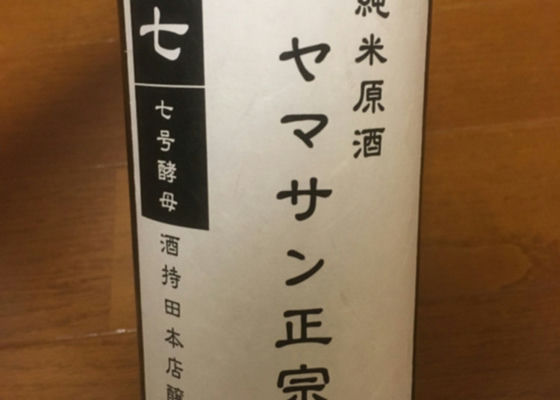 純米原酒
ヤマサン正宗
七
七号酵母
酒持田本店醸